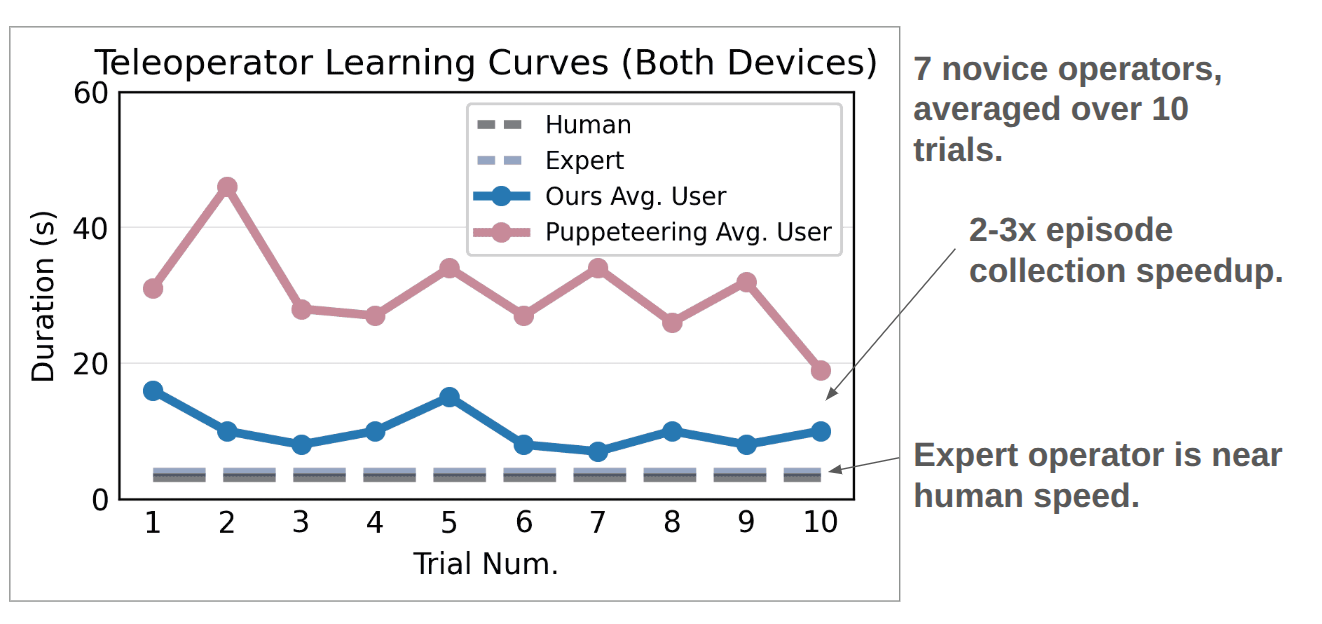 Teleoperator Learning Curves (Both Devices)
60
40
20
0
Duration (s)
Human
Expert
Ours Avg. User
Puppeteering Avg. User
1 2 3 4 5 6 7 8 9 10
Trial Num.
7 novice operators,
averaged over 10
trials.
2-3x episode
collection speedup.
Expert operator is near
human speed.